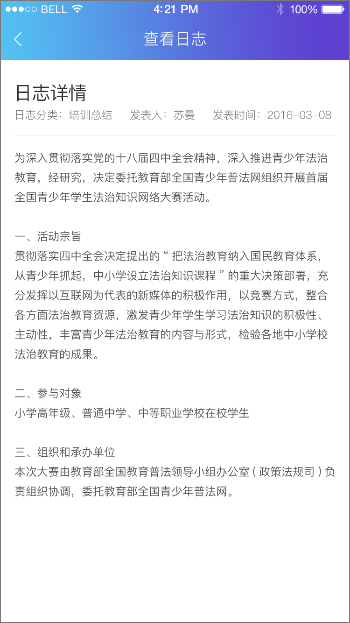 BELL 4:21 PM 100%
查看日志
日志详情
日志分类：培训总结 发表人：苏曼 发表时间：2016-03-08
为深入贯彻落实党的十八届四中全会精神，深入推进青少年法治
教育，经研究，决定委托教育部全国青少年普法网组织开展首届
全国青少年学生法治知识网络大赛活动。
一、活动宗旨
贯彻落实四中全会决定提出的＂把法治教育纳入国民教育体系，
从青少年抓起，中小学设立法治知识课程＂的重大决策部署，充
分发挥以互联网为代表的新媒体的积极作用，以竞赛方式，整合
各方面法治教育资源，激发青少年学生学习法治知识的积极性、
主动性，丰富青少年法治教育的内容与形式，检验各地中小学校
法治教育的成果。
二、参与对象
小学高年级、普通中学、中等职业学校在校学生
三、组织和承办单位
本次大赛由教育部全国教育普法领导小组办公室（政策法规司）负
责组织协调，委托教育部全国青少年普法网。